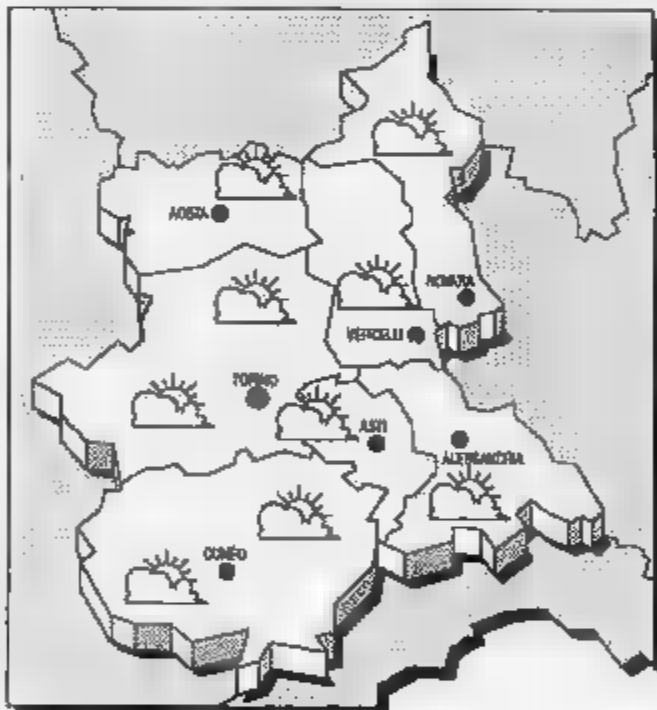 AOSTA
NOVARA
VERCELLI
TORINO
ASTI
ALESSANDRIA
CUNEO